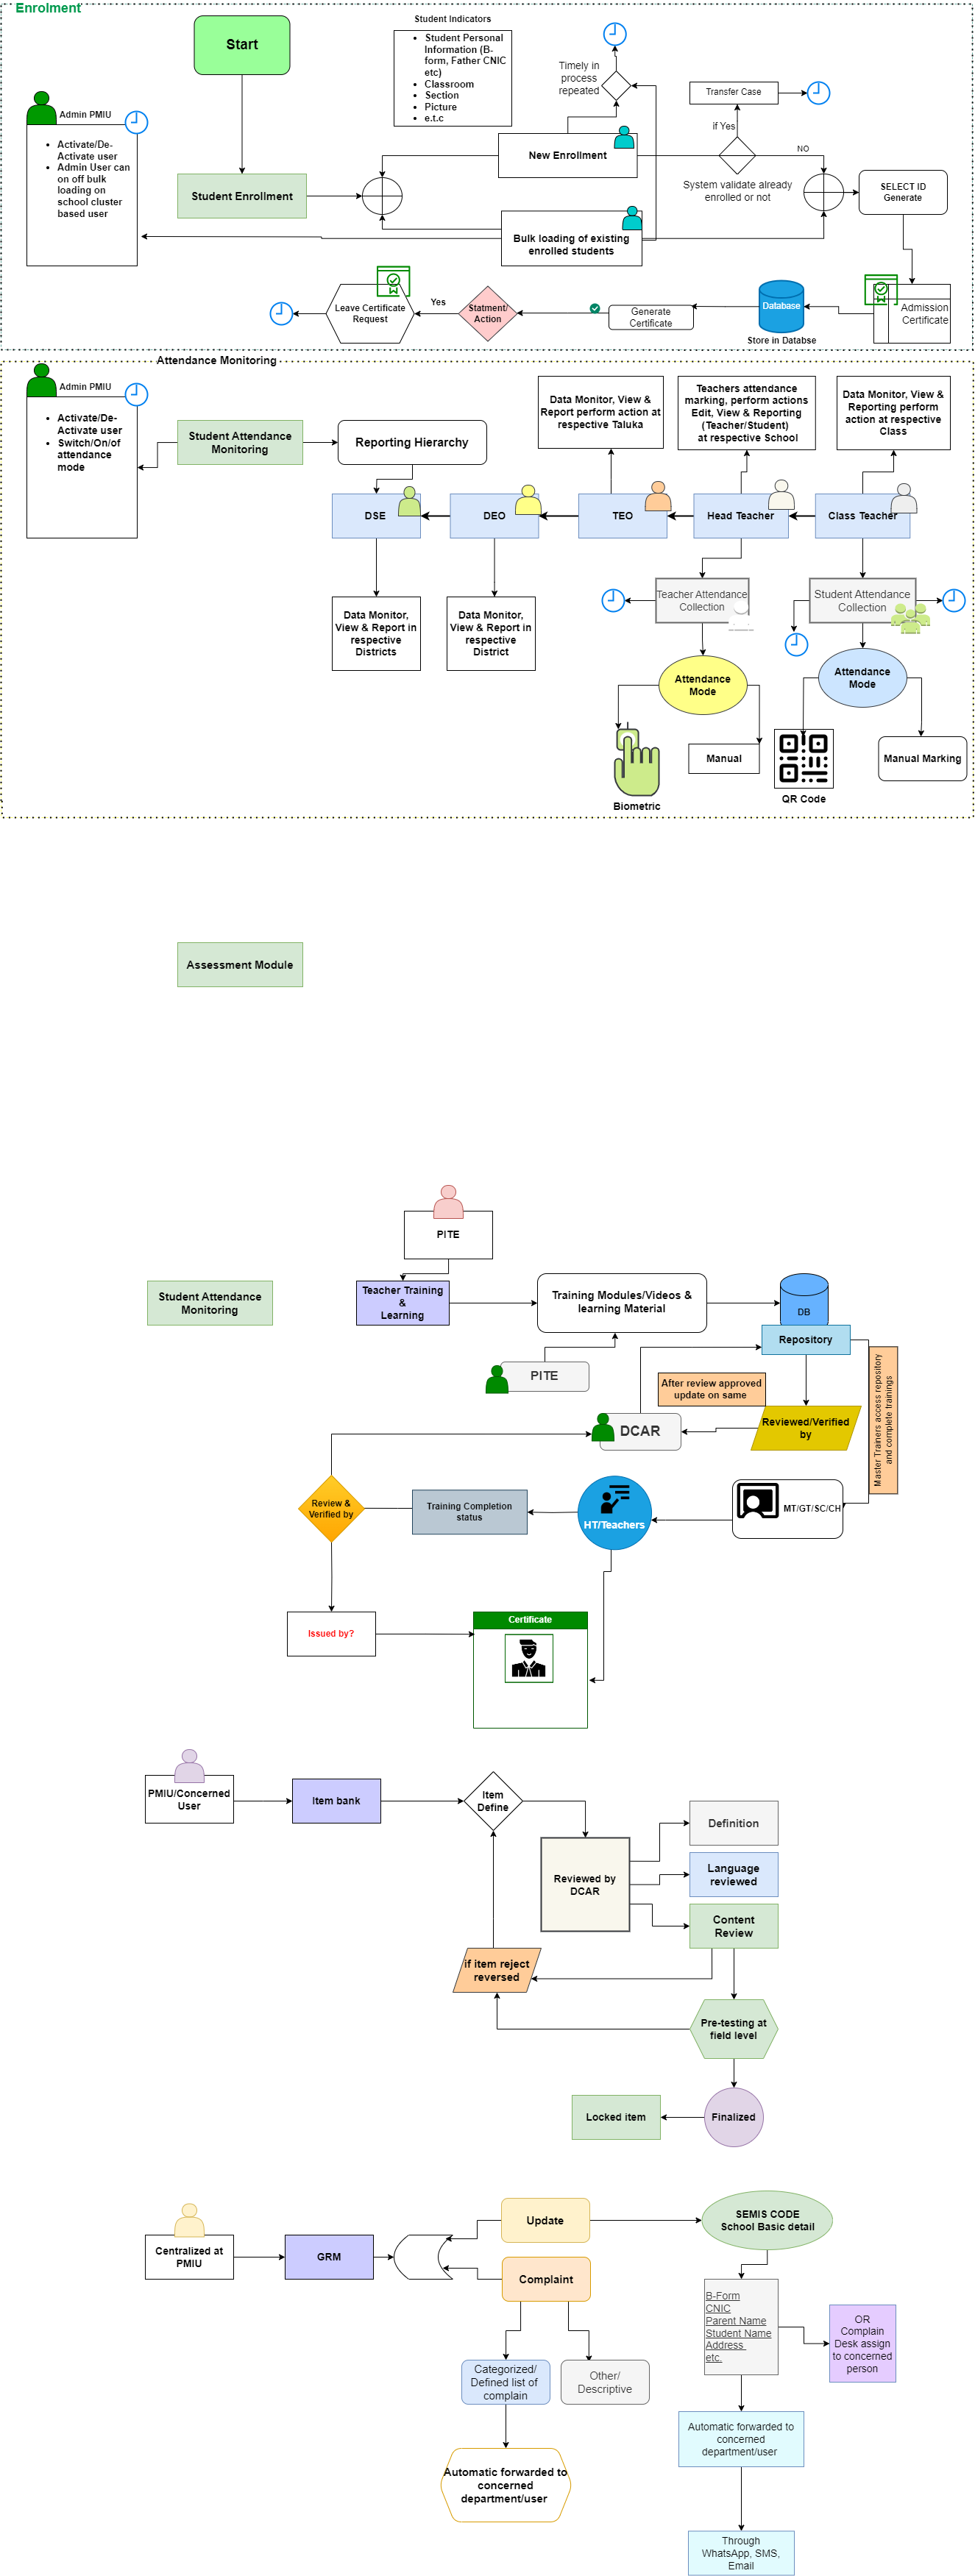 Enrolment
Start
Student Indicators
Student Personal
Information (B-
form, Father CNIC
etc)
Classroom
Section
Picture
e.t.c
Timely in
process
repeated
Transfer Case
if Yes
Admin PMIU
Activate/De-
Activate user
Admin User can
on off bulk
loading on
school cluster
based user
New Enrollment
NO
System validate already
enrolled or not
Student Enrollment
SELECT ID
Generate
Bulk loading of existing
enrolled students
Leave Certificate
Request
Yes
Statment/
Action
Generate
Certificate
Database
Store in Databse
Admission
Certificate
Attendance Monitoring
Admin PMIU
Activate/De-
Activate user
Switch/On/of
attendance
mode
Student Attendance
Monitoring
Reporting Hierarchy
Data Monitor, View &
Report perform action at
respective Taluka
Teachers attendance
marking, perform actions
Edit, View & Reporting
(Teacher/Student)
at respective School
Data Monitor, View &
Reporting perform
action at respective
Class
DSE
DEO
TEO
Head Teacher
Class Teacher
Data Monitor,
View & Report in
respective
Districts
Data Monitor,
View & Report in
respective
District
Teacher Attendance
Collection
Student Attendance
Collection
Attendance
Mode
Attendance
Mode
Biometric
Manual
QR Code
Manual Marking
Assessment Module
PITE
Student Attendance
Monitoring
Teacher Training
&
Learning
Training Modules/Videos &
learning Material
DB
Repository
PITE
After review approved
update on same
Master Trainers access repository
and complete trainings
DCAR
Reviewed/Verified
by
Review &
Verified by
Training Completion
status
HT/Teachers
MT/GT/SC/CH
Issued by?
Certificate
PMIU/Concerned
User
Item bank
Item
Define
Reviewed by
DCAR
Definition
Language
reviewed
Content
Review
if item reject
reversed
Pre-testing at
field level
Locked item
Finalized
Centralized at
PMIU
GRM
Update
Complaint
SEMIS CODE
School Basic detail
B-Form
CNIC
Parent Name
Student Name
Address
etc.
OR
Complain
Desk assign
to concerned
person
Categorized/
Defined list of
complain
Other/
Descriptive
Automatic forwarded to
concerned
department/user
Automatic forwarded to
concerned
department/user
Through
WhatsApp, SMS,
Email